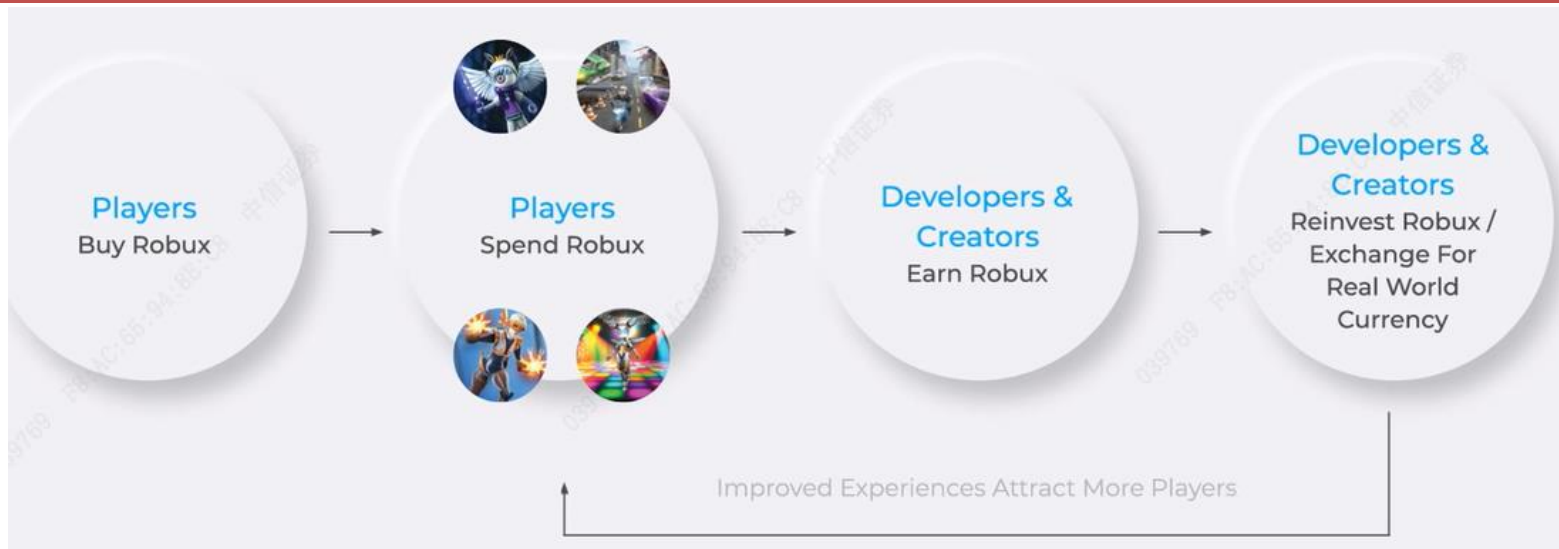 Players
Buy Robux
Players
Spend Robux
Developers &
Creators
Earn Robux
Developers &
Creators
Reinvest Robux /
Exchange For
Real World
Currency
Improved Experiences Attract More Players